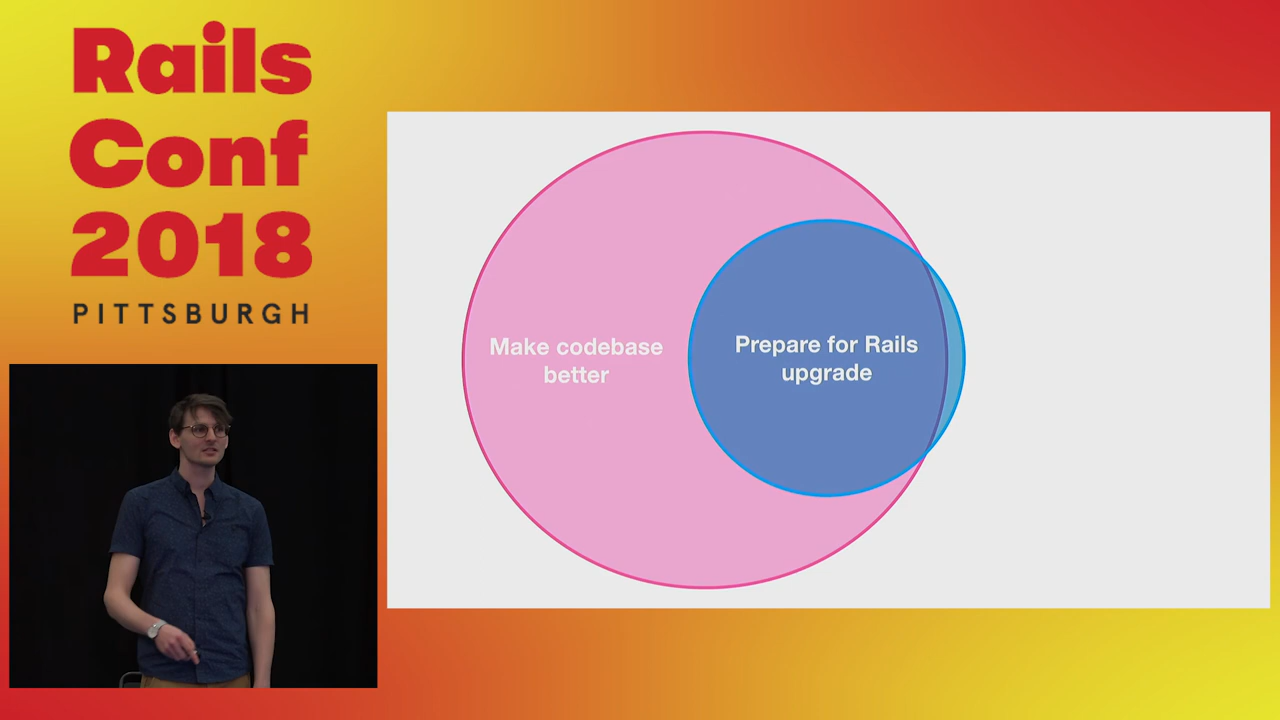 Rails
Conf
2018
PITTSBURGH
Make codebase
better
Prepare for Rails
upgrade